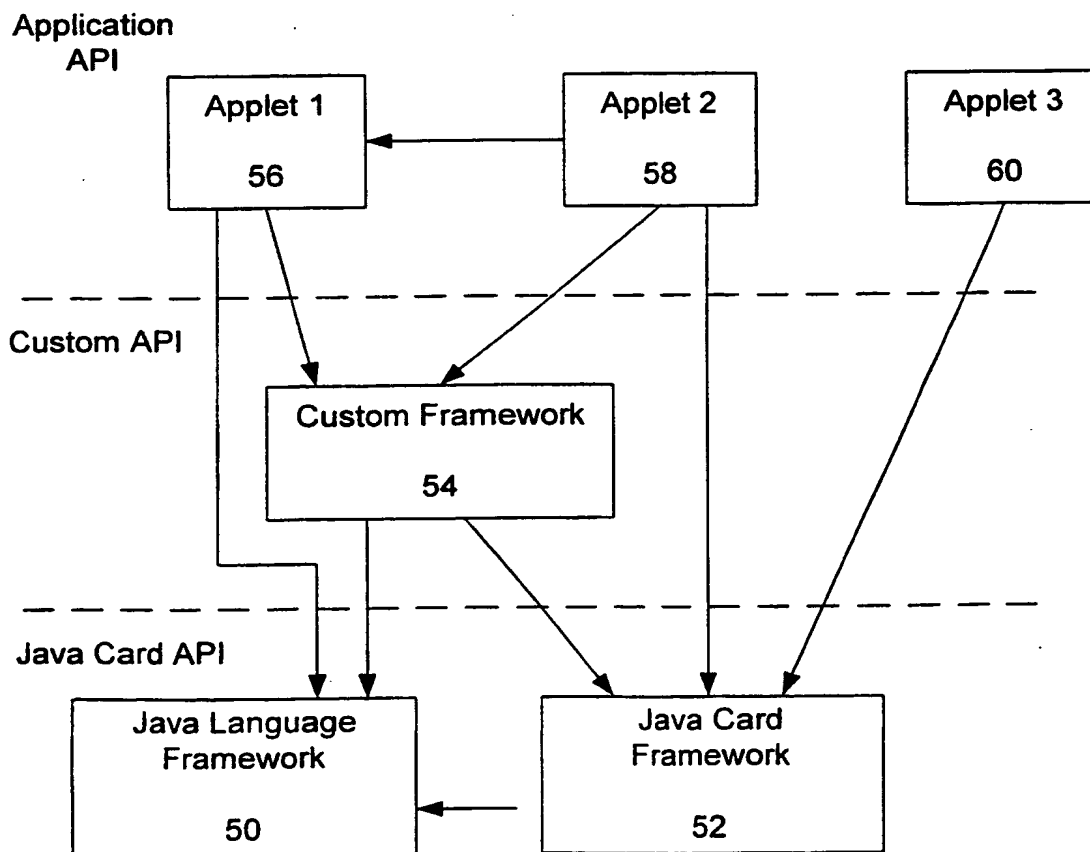 Application
API
Applet 1
56
Applet 2
58
Applet 3
60
Custom API
Custom Framework
54
Java Card API
Java Language
Framework
50
Java Card
Framework
52